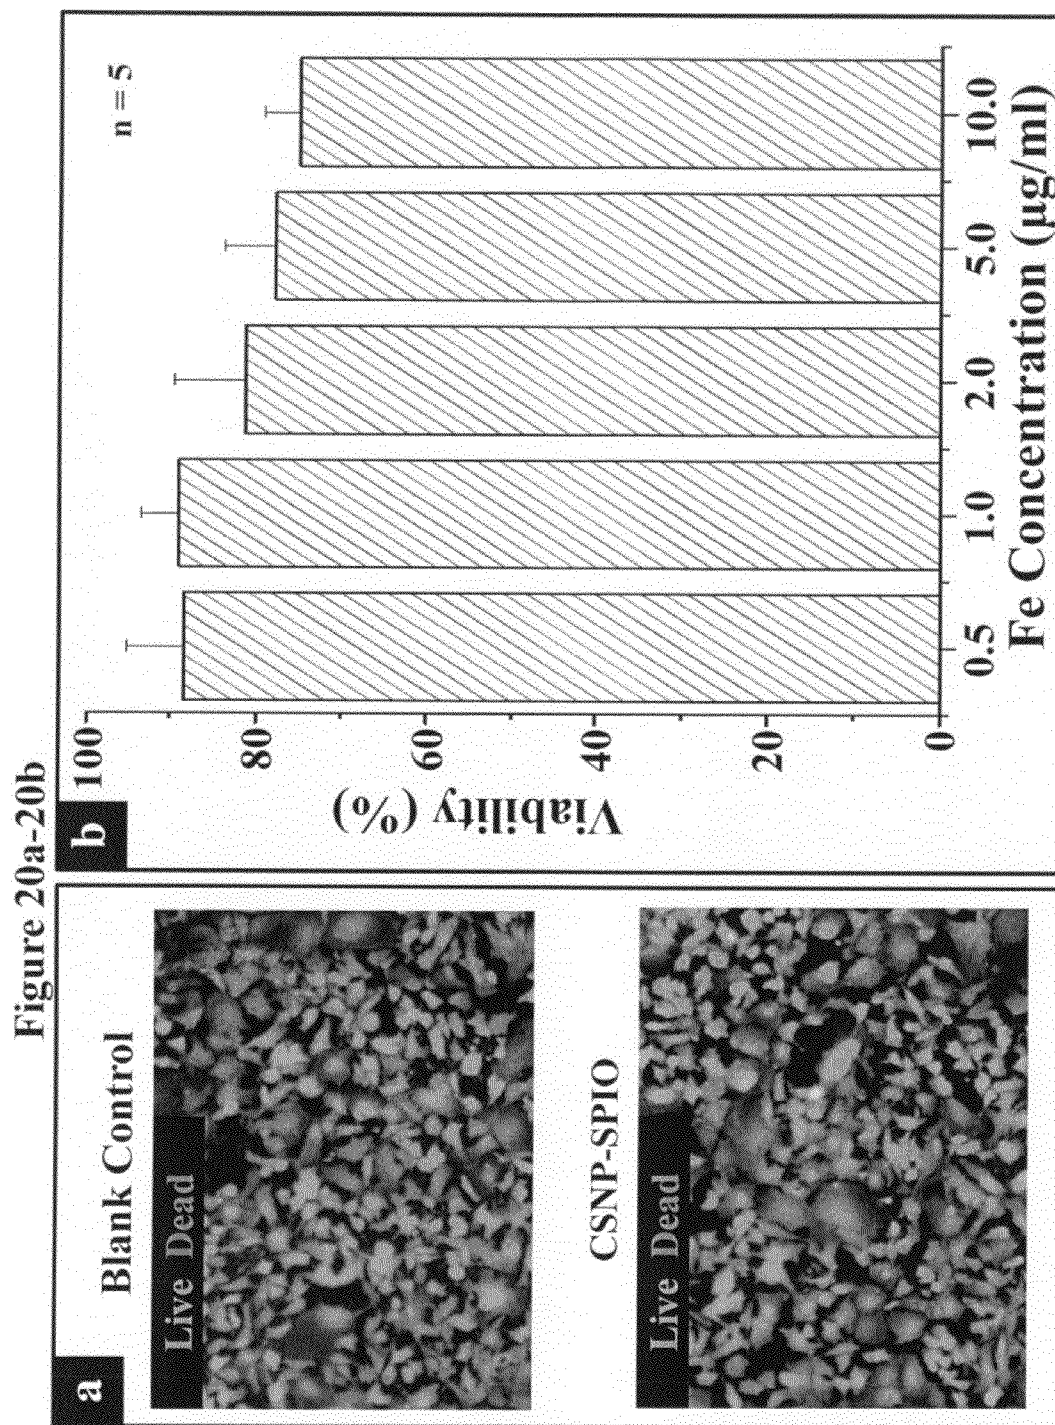 Figure 20a-20b
a
Blank Control
Live Dead
CSNP-SPIO
Live Dead
b
n = 5
Viability (%)
100
80
60
40
20
0
0.5
1.0
2.0
5.0
10.0
Fe Concentration (µg/ml)